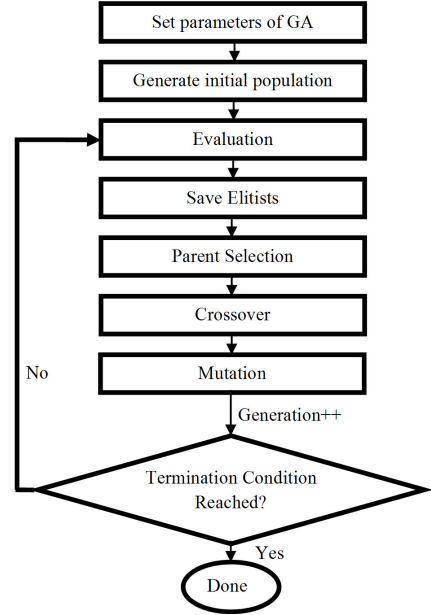 Set parameters of GA
Generate initial population
Evaluation
Save Elitists
Parent Selection
Crossover
Mutation
No
Generation++
Termination Condition
Reached?
Yes
Done